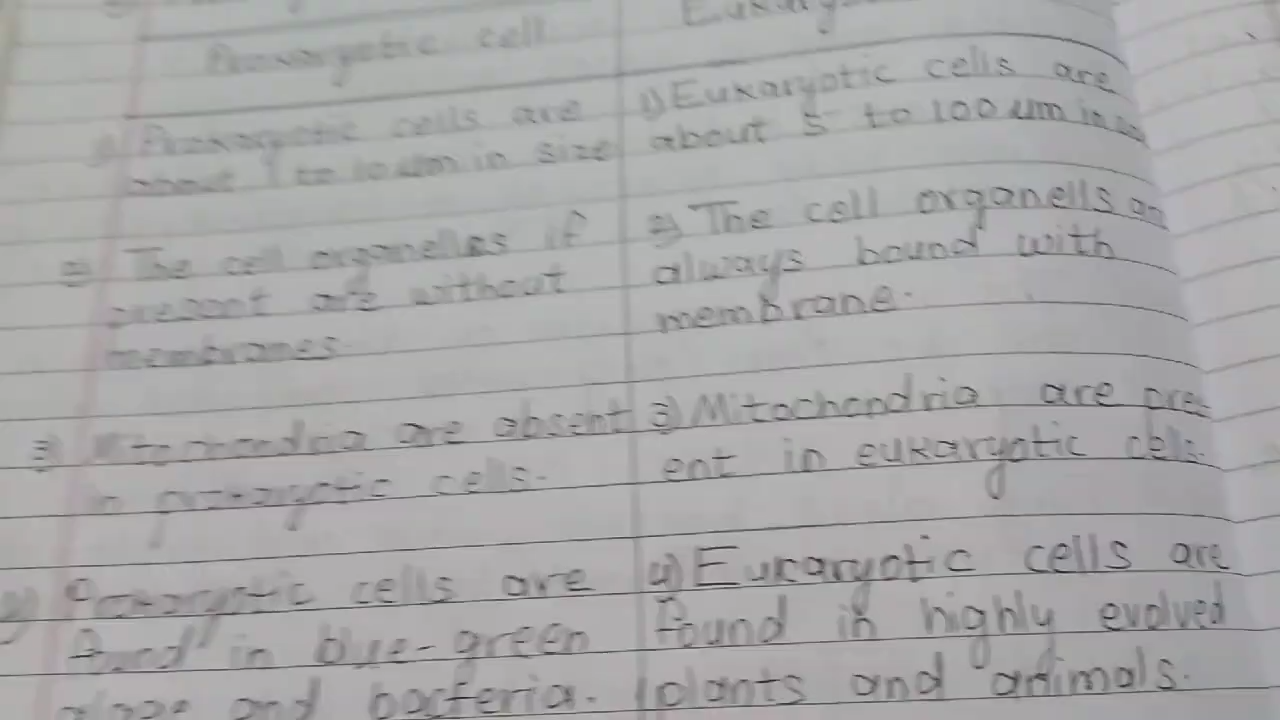 Prokaryotic cell
Eukary
1) Prokaryotic cells are
about 1 to 10 um in size
2) The cell organelles if
present are without
membranes
3) Mitochondria are absent
in prokaryotic cells.
4) Prokaryotic cells are
found in blue-green
algae and bacteria.
1) Eukaryotic cells are
about 5 to 100 um in
2) The cell organells
always bound with
membrane.
3) Mitochondria are pres
ent in eukaryotic cells.
4) Eukaryotic cells are
found in highly evolved
plants and animals.